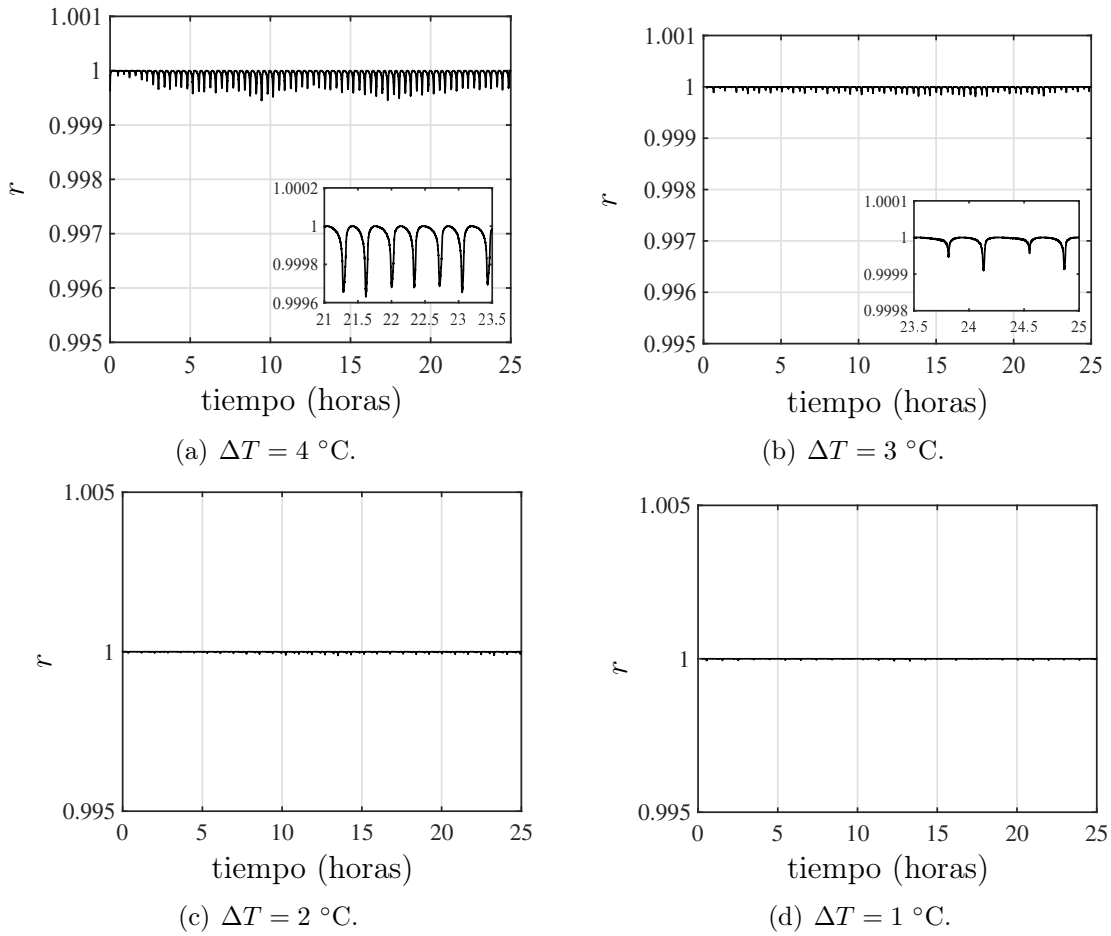 1.001
1
0.999
0.998
0.997
0.996
0.995
r
0 5 10 15 20 25
tiempo (horas)
1.0002
1
0.9998
0.9996
21 21.5 22 22.5 23 23.5
(a) ΔT = 4 °C.
1.001
1
0.999
0.998
0.997
0.996
0.995
r
0 5 10 15 20 25
tiempo (horas)
1.0001
1
0.9999
0.9998
23.5 24 24.5 25
(b) ΔT = 3 °C.
1.005
1
0.995
r
0 5 10 15 20 25
tiempo (horas)
(c) ΔT = 2 °C.
1.005
1
0.995
r
0 5 10 15 20 25
tiempo (horas)
(d) ΔT = 1 °C.